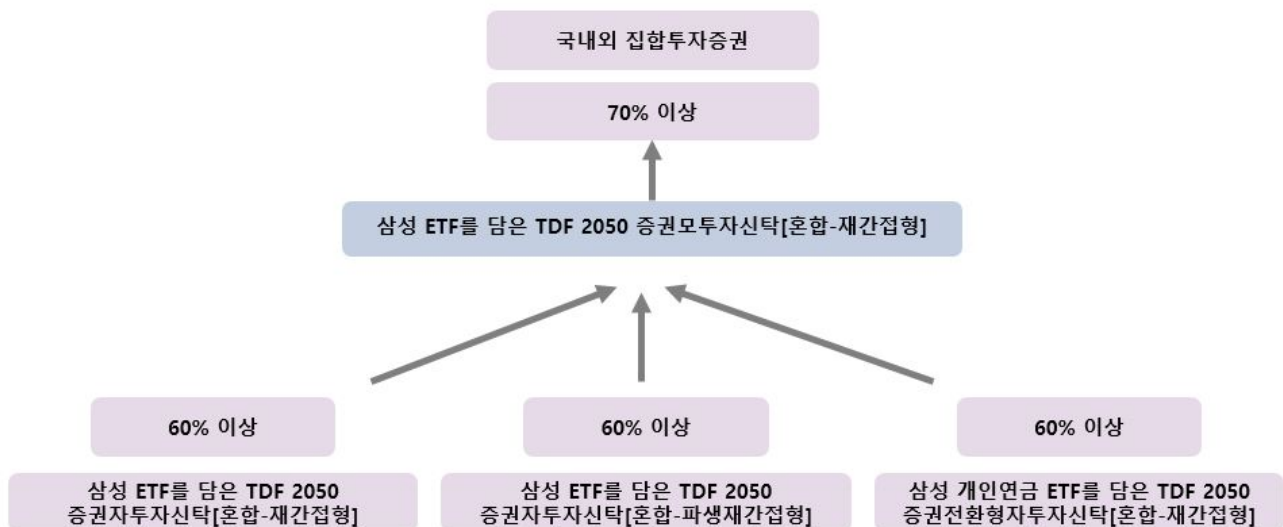 국내외 집합투자증권
70% 이상
삼성 ETF를 담은 TDF 2050 증권모투자신탁[혼합-재간접형]
60% 이상
60% 이상
60% 이상
삼성 ETF를 담은 TDF 2050
증권자투자신탁[혼합-재간접형]
삼성 ETF를 담은 TDF 2050
증권자투자신탁[혼합-파생재간접형]
삼성 개인연금 ETF를 담은 TDF 2050
증권전환형자투자신탁[혼합-재간접형]